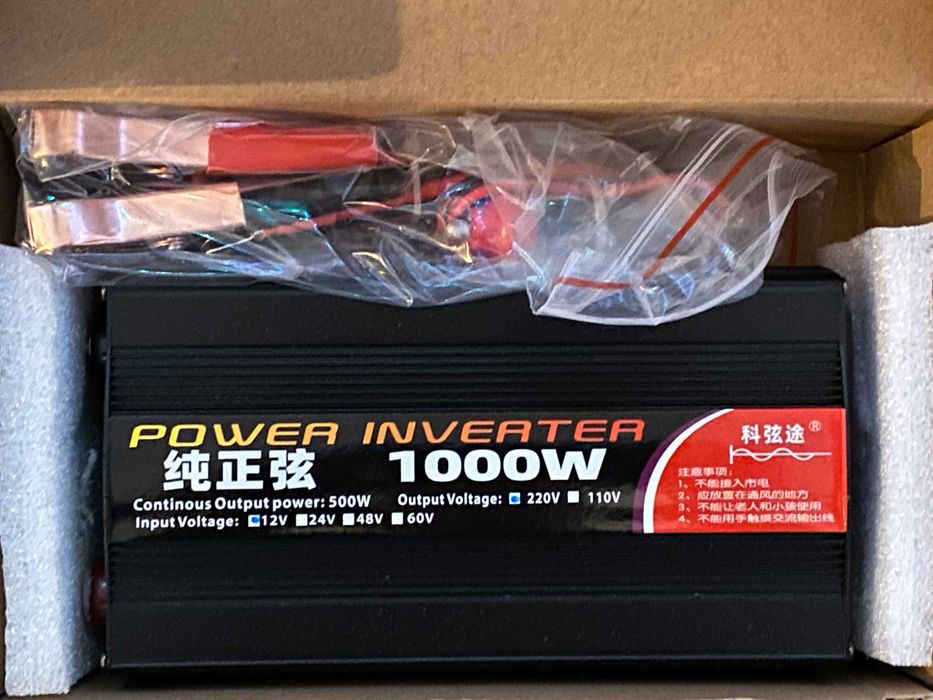 POWER INVERTER
纯正弦 1000W
Continous Output power: 500W Output Voltage: 220V 110V
Input Voltage: 12V 24V 48V 60V
科弦途®
注意事项:
1、不能接入市电
2、应放置在通风的地方
3、不能让老人和小孩使用
4、不能用手触摸交流输出线